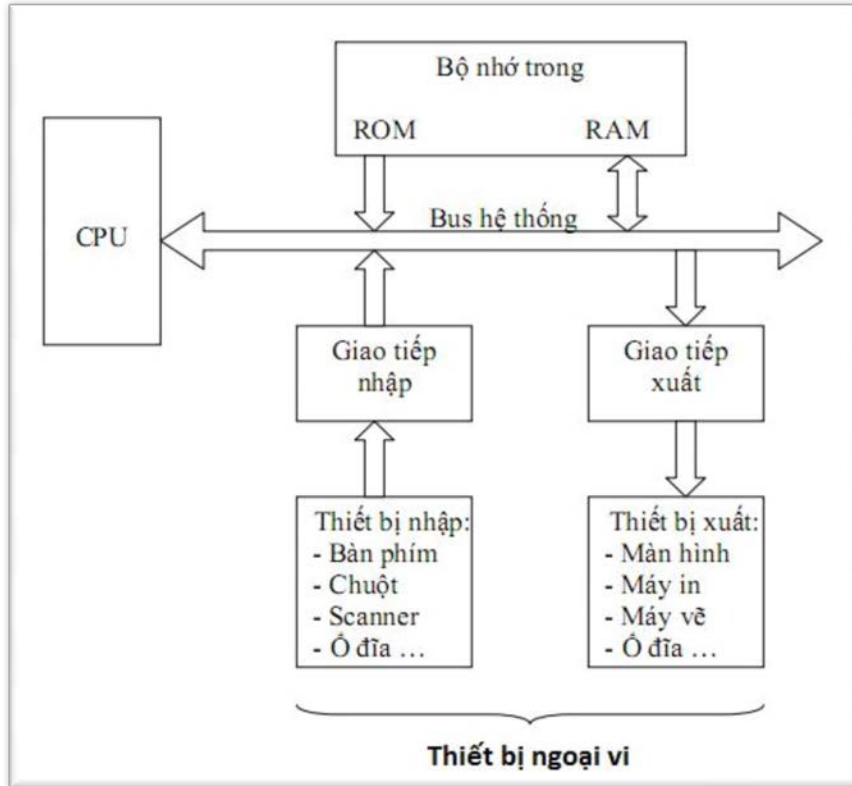 Bộ nhớ trong
ROM
RAM
CPU
Bus hệ thống
Giao tiếp
nhập
Giao tiếp
xuất
Thiết bị nhập:
- Bàn phím
- Chuột
- Scanner
- Ổ đĩa ...
Thiết bị xuất:
- Màn hình
- Máy in
- Máy vẽ
- Ổ đĩa ...
Thiết bị ngoại vi